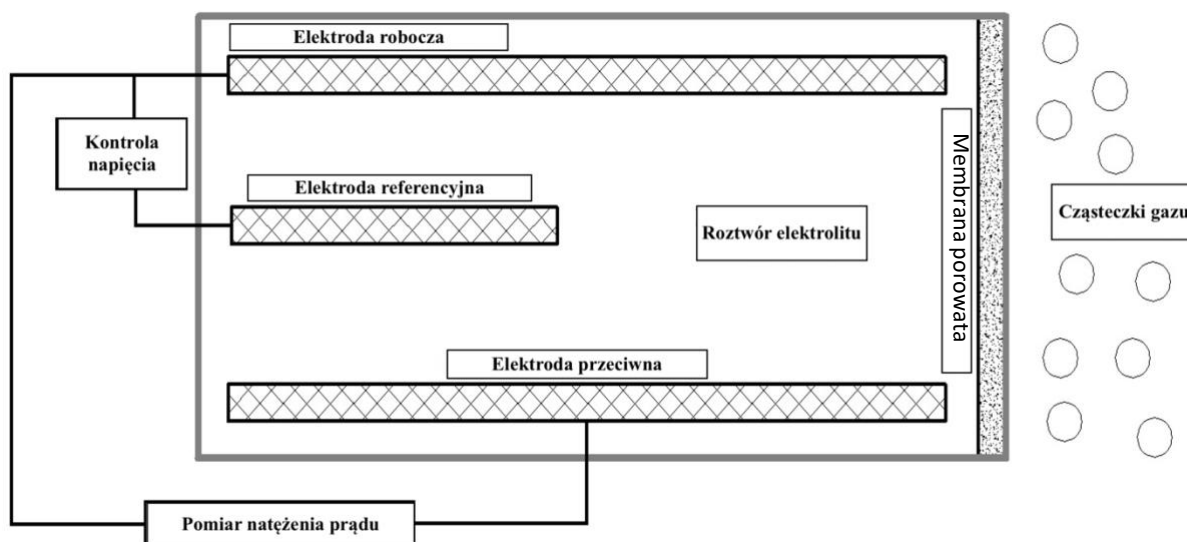 Elektroda robocza
Kontrola
napięcia
Elektroda referencyjna
Roztwór elektrolitu
Membrana porowata
Cząsteczki gazu
Elektroda przeciwna
Pomiar natężenia prądu